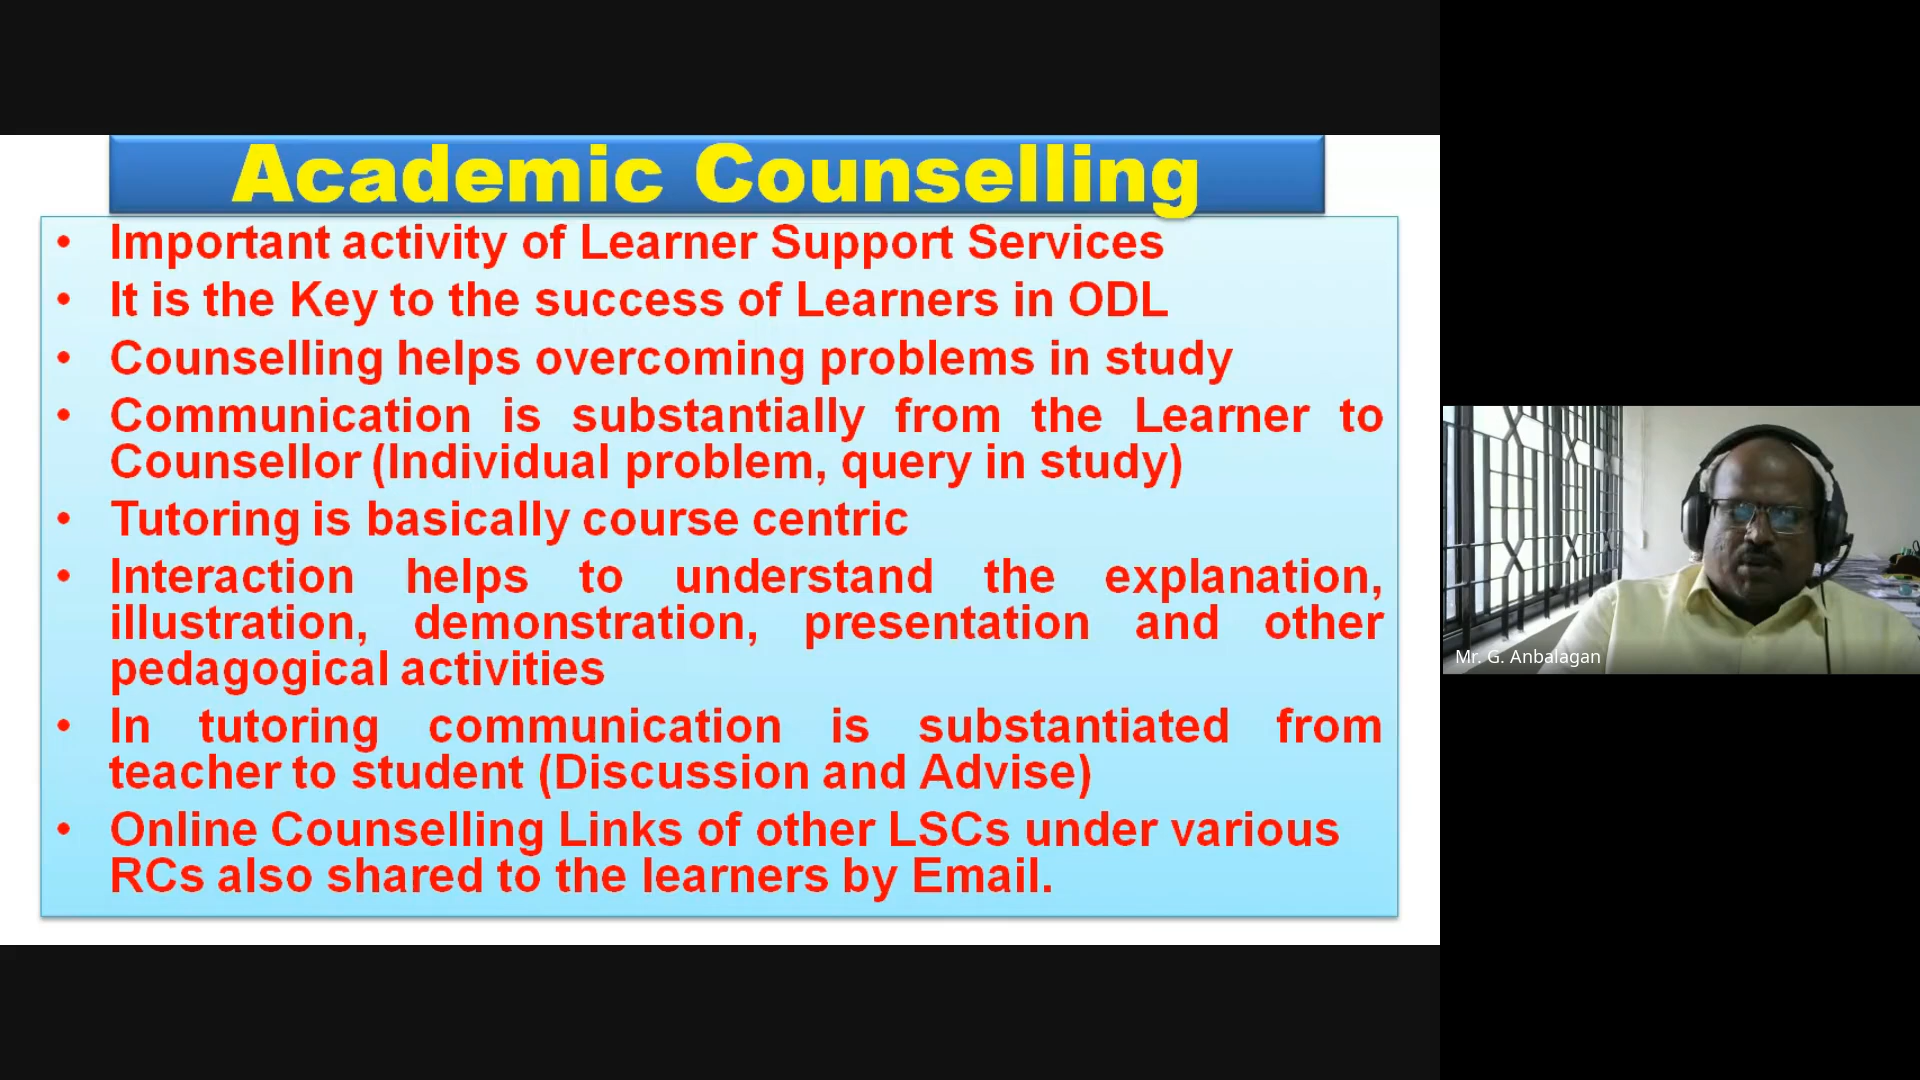 Academic Counselling
• Important activity of Learner Support Services
• It is the Key to the success of Learners in ODL
• Counselling helps overcoming problems in study
• Communication is substantially from the Learner to
Counsellor (Individual problem, query in study)
• Tutoring is basically course centric
• Interaction helps to understand the explanation,
illustration, demonstration, presentation and other
pedagogical activities
• In tutoring communication is substantiated from
teacher to student (Discussion and Advise)
• Online Counselling Links of other LSCs under various
RCs also shared to the learners by Email.
Mr. G. Anbalagan